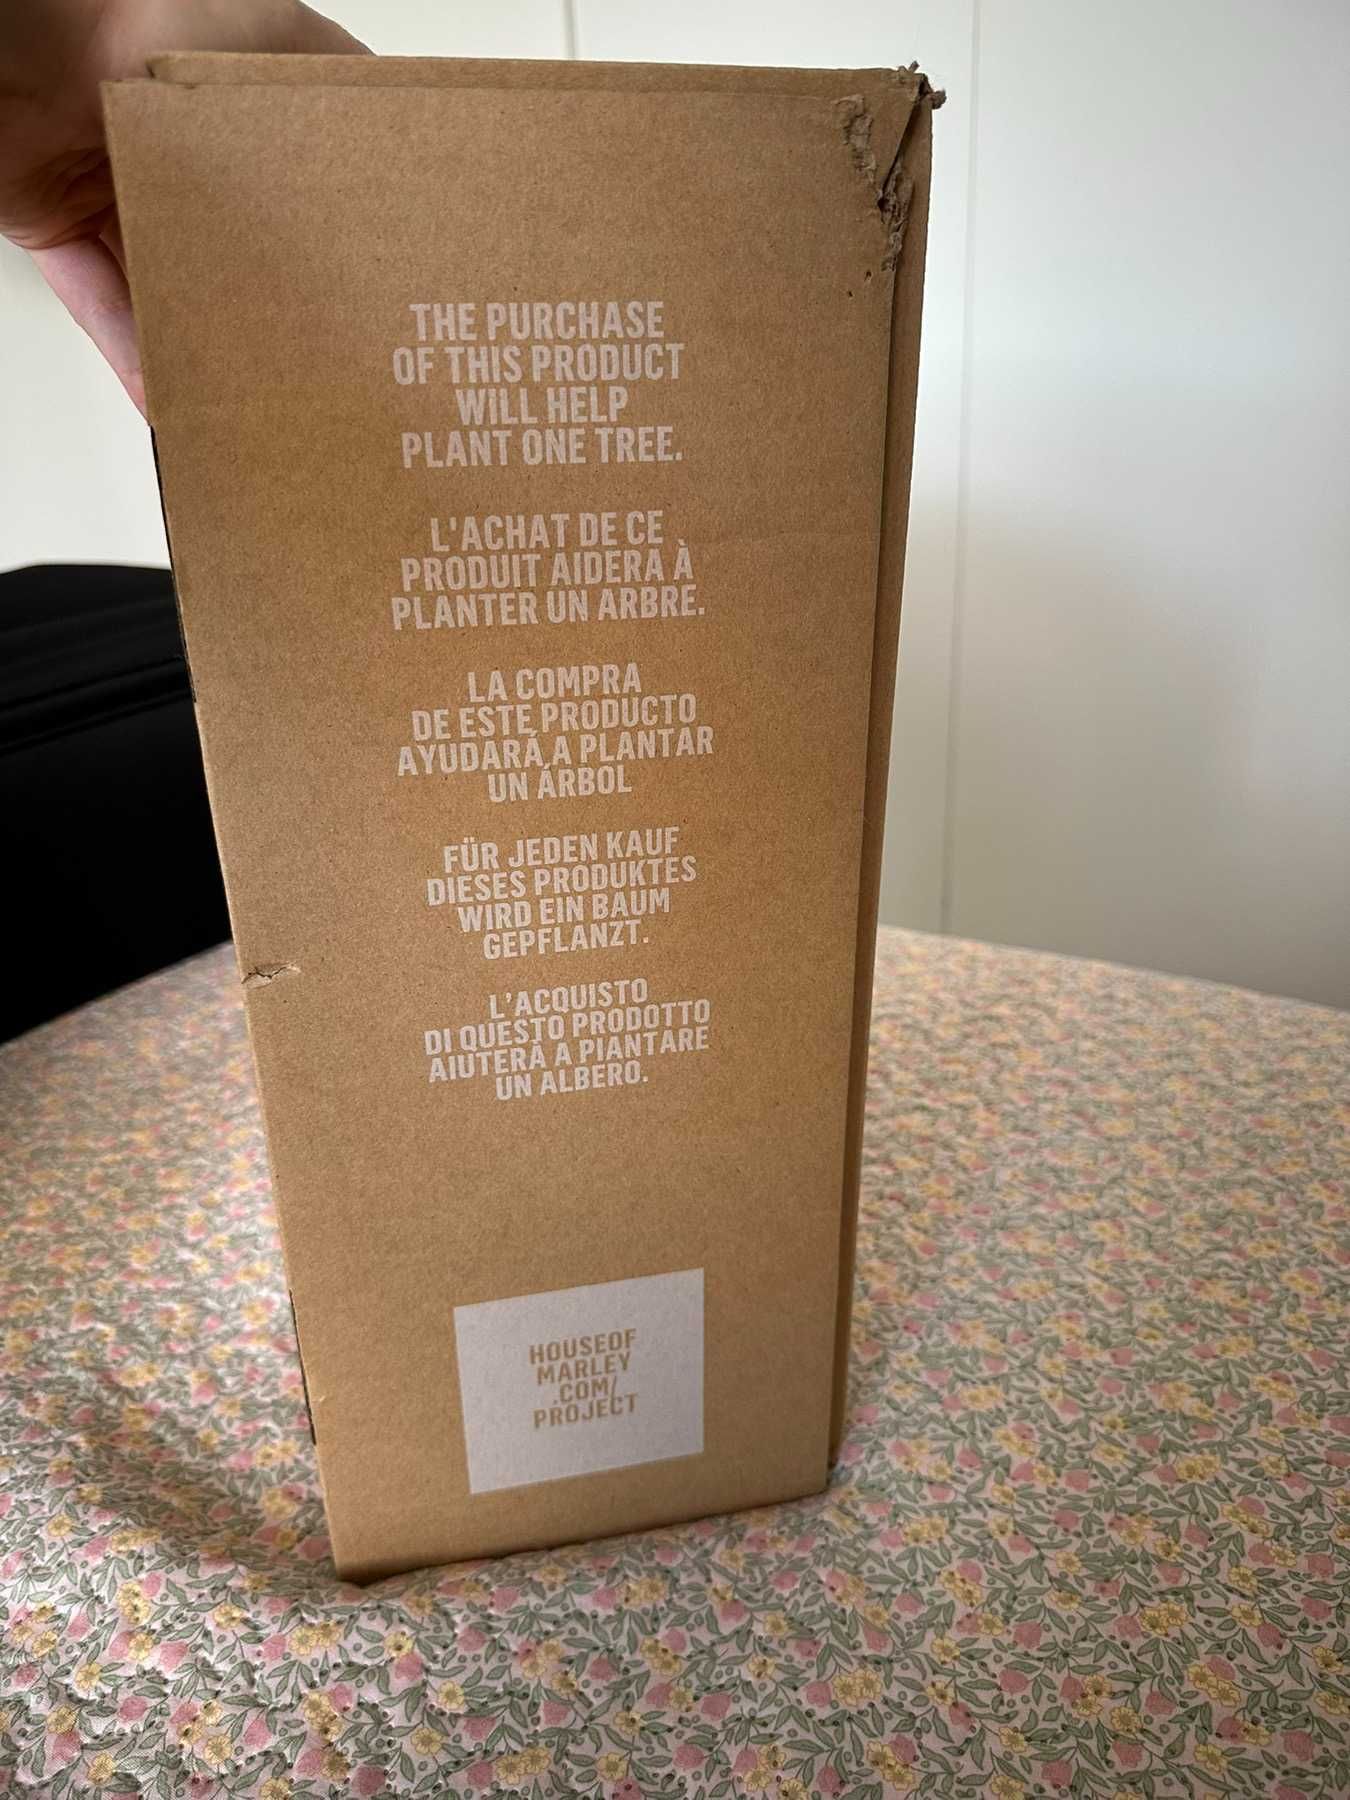 THE PURCHASE
OF THIS PRODUCT
WILL HELP
PLANT ONE TREE.
L'ACHAT DE CE
PRODUIT AIDERA À
PLANTER UN ARBRE.
LA COMPRA
DE ESTE PRODUCTO
AYUDARÁ A PLANTAR
UN ÁRBOL
FÜR JEDEN KAUF
DIESES PRODUKTES
WIRD EIN BAUM
GEPFLANZT.
L'ACQUISTO
DI QUESTO PRODOTTO
AIUTERÀ A PIANTARE
UN ALBERO.
HOUSEOF
MARLEY
.COM/
PROJECT